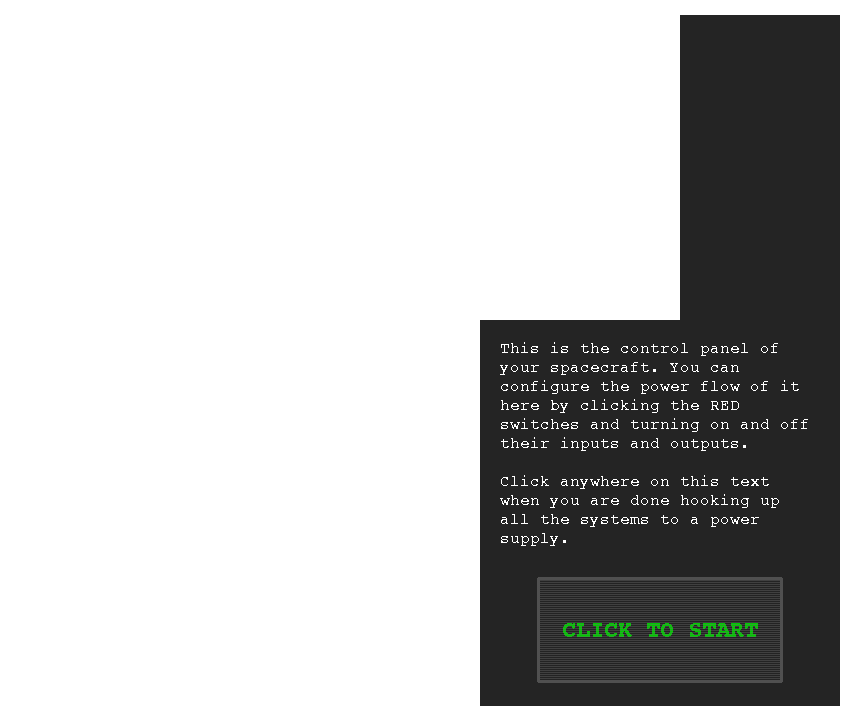 This is the control panel of
your spacecraft. You can
configure the power flow of it
here by clicking the RED
switches and turning on and off
their inputs and outputs.
Click anywhere on this text
when you are done hooking up
all the systems to a power
supply.
CLICK TO START